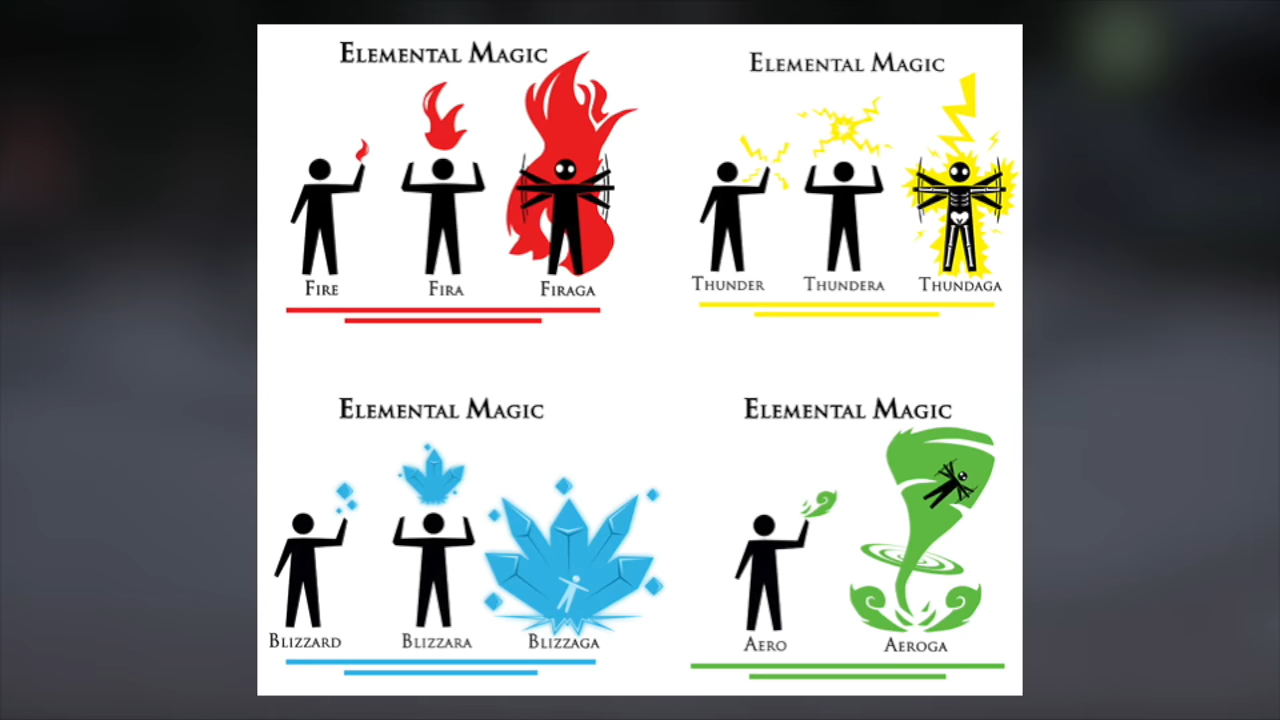 Elemental Magic
Fire Fira Firaga
Elemental Magic
Thunder Thundera Thundaga
Elemental Magic
Blizzard Blizzara Blizzaga
Elemental Magic
Aero Aeroga